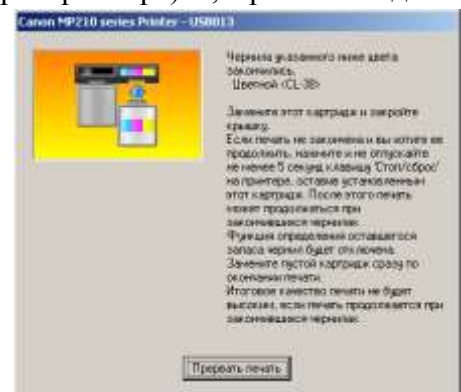 Canon MP210 series Printer - USB013
Чернила указанного ниже цвета
закончились.
Цветной <CL-38>
Замените этот картридж и закройте
крышку.
Если печать не закончена и вы хотите ее
продолжить, нажмите и не отпускайте
не менее 5 секунд клавишу 'Стоп/сброс'
на принтере, оставив установленным
этот картридж. После этого печать
может продолжаться при
закончившихся чернилах.
Функция определения оставшегося
запаса чернил будет отключена.
Замените пустой картридж сразу по
окончании печати.
Итоговое качество печати не будет
высоким, если печать продолжается при
закончившихся чернилах.
Прервать печать